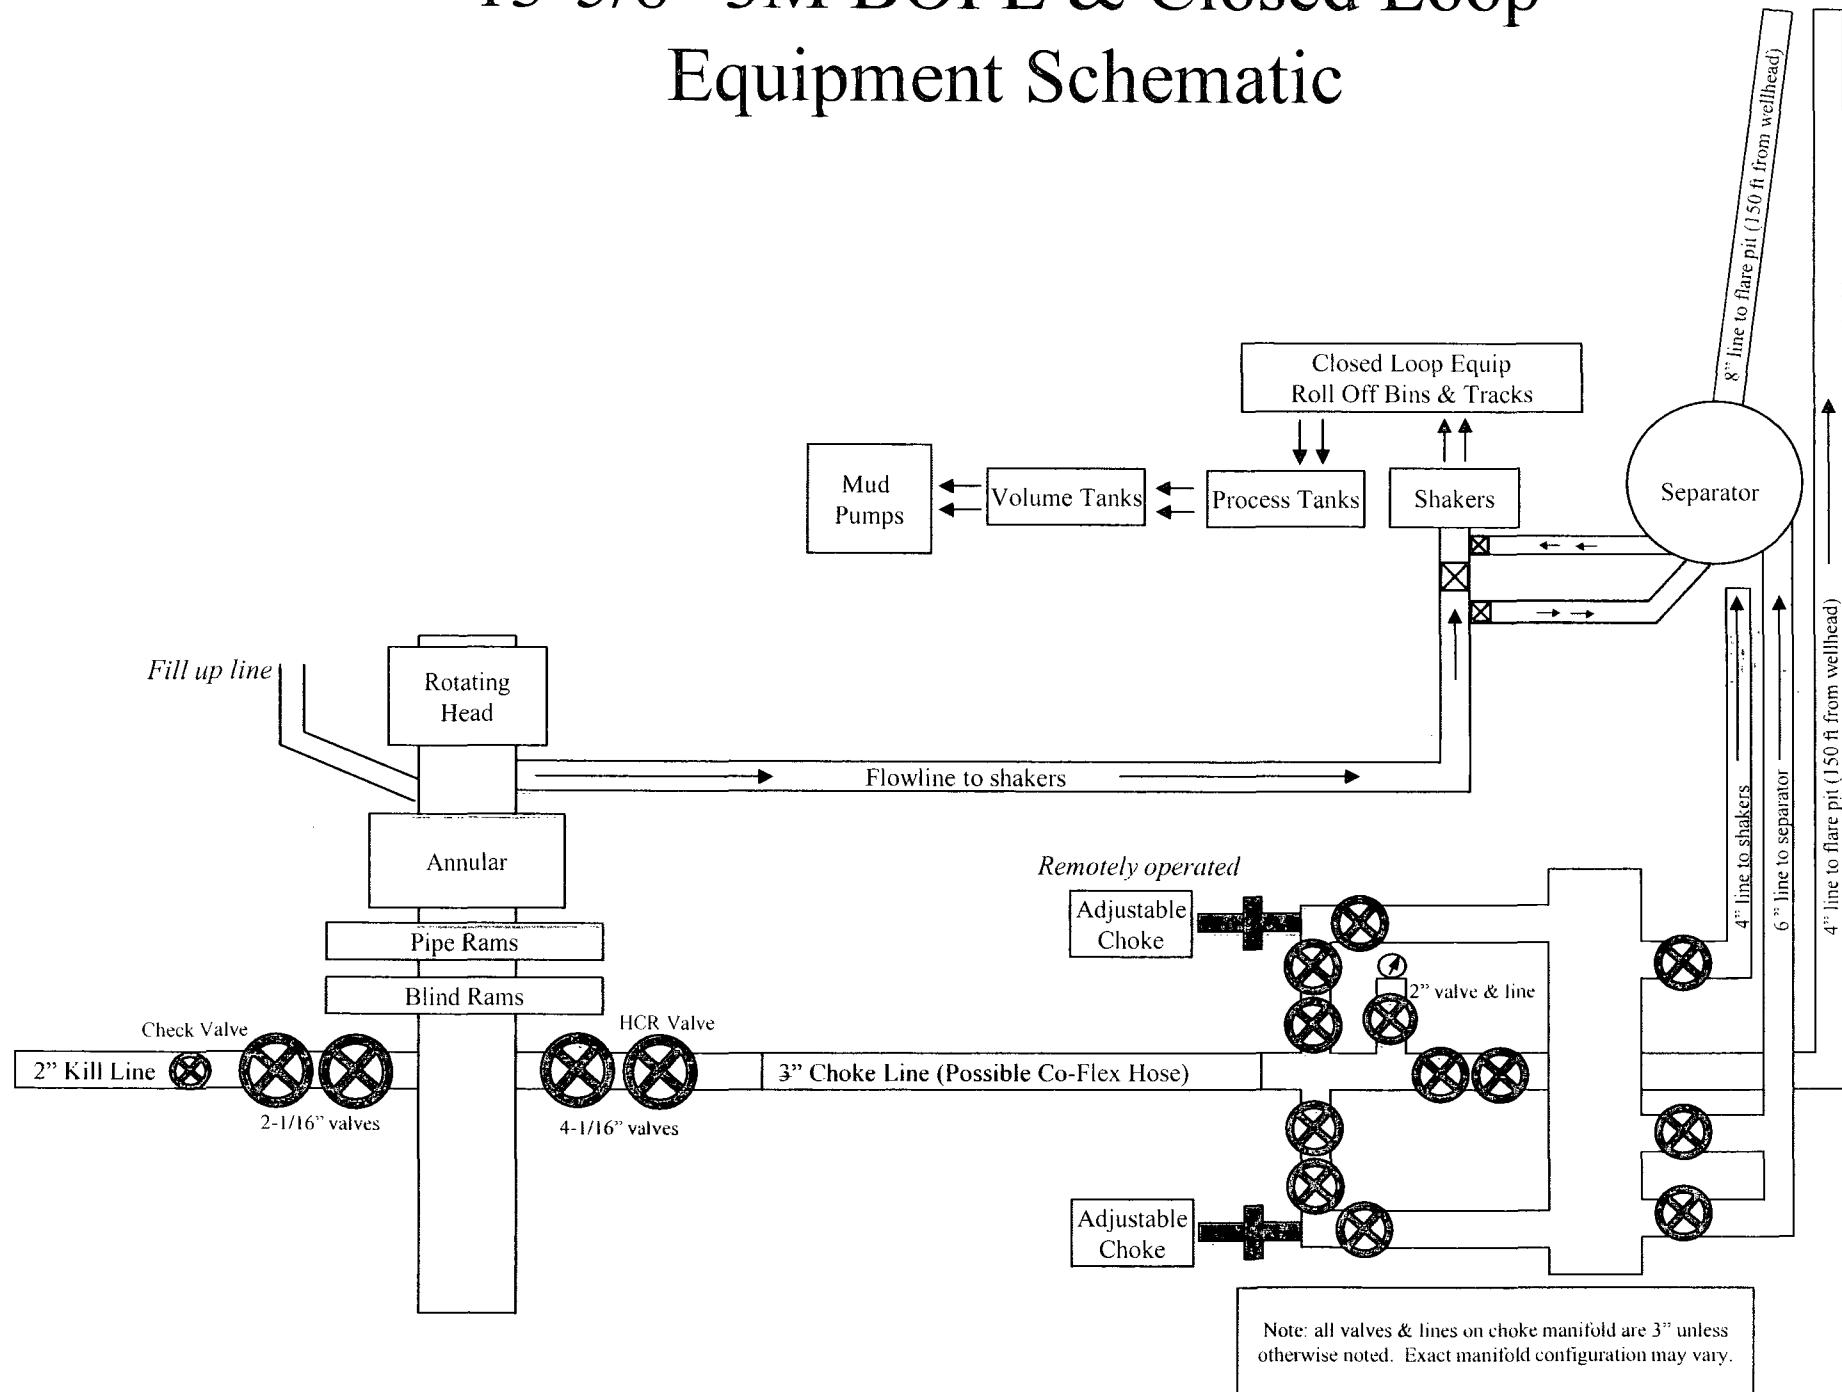 Equipment Schematic
8" line to flare pit (150 ft from wellhead)
Closed Loop Equip
Roll Off Bins & Tracks
Mud
Pumps
Volume Tanks
Process Tanks
Shakers
Separator
Fill up line
Rotating
Head
Flowline to shakers
Annular
Pipe Rams
Blind Rams
Remotely operated
Adjustable
Choke
2" valve & line
4" line to shakers
6" line to separator
4" line to flare pit (150 ft from wellhead)
Check Valve
HCR Valve
2" Kill Line
3" Choke Line (Possible Co-Flex Hose)
2-1/16" valves
4-1/16" valves
Adjustable
Choke
Note: all valves & lines on choke manifold are 3" unless
otherwise noted. Exact manifold configuration may vary.